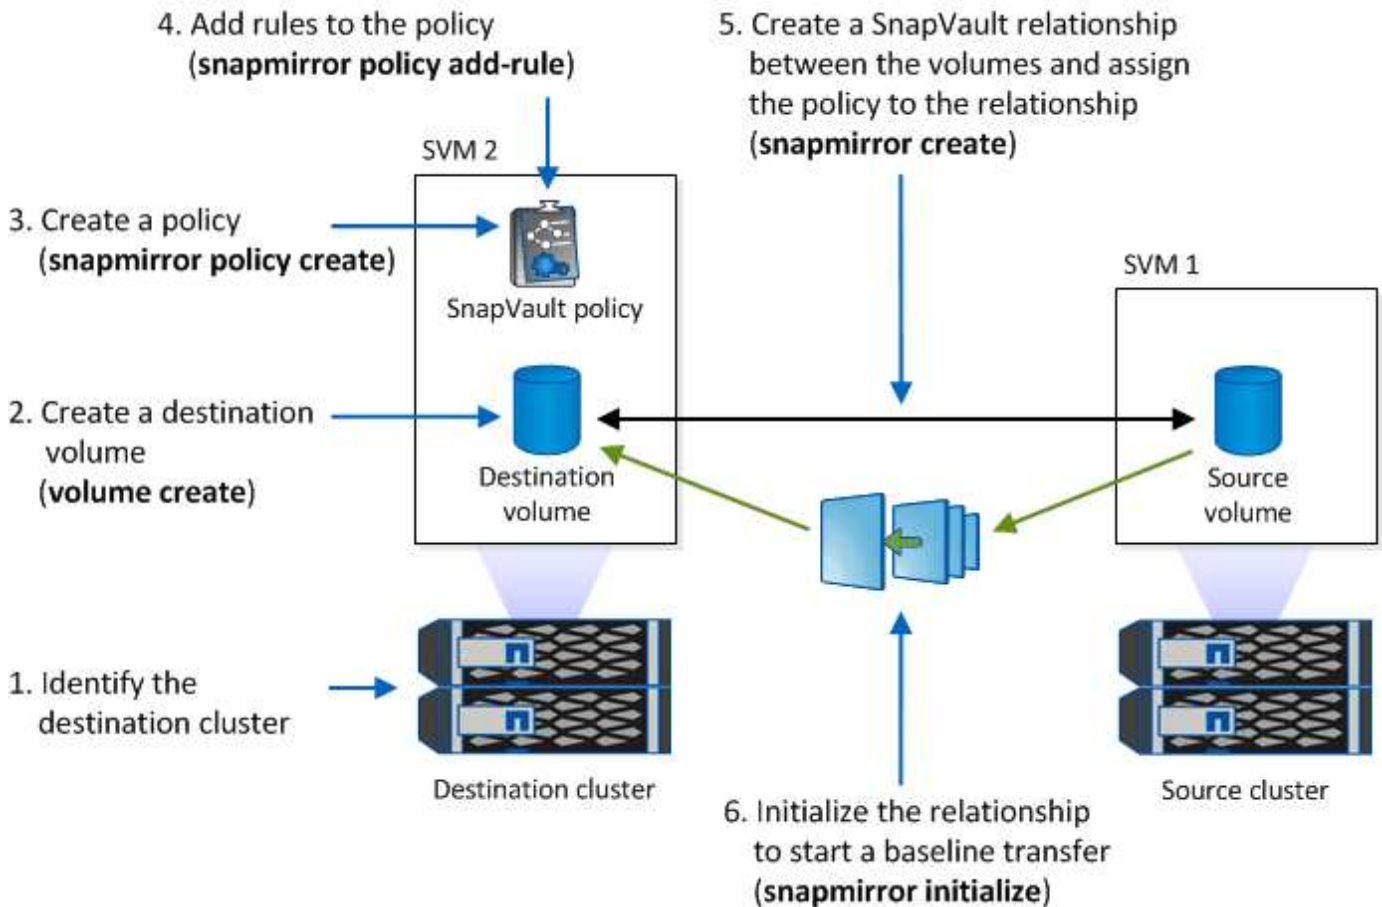 4. Add rules to the policy
(snapmirror policy add-rule)
5. Create a SnapVault relationship
between the volumes and assign
the policy to the relationship
(snapmirror create)
SVM 2
3. Create a policy
(snapmirror policy create)
SnapVault policy
SVM 1
2. Create a destination
volume
(volume create)
Destination
volume
Source
volume
1. Identify the
destination cluster
Destination cluster
Source cluster
6. Initialize the relationship
to start a baseline transfer
(snapmirror initialize)